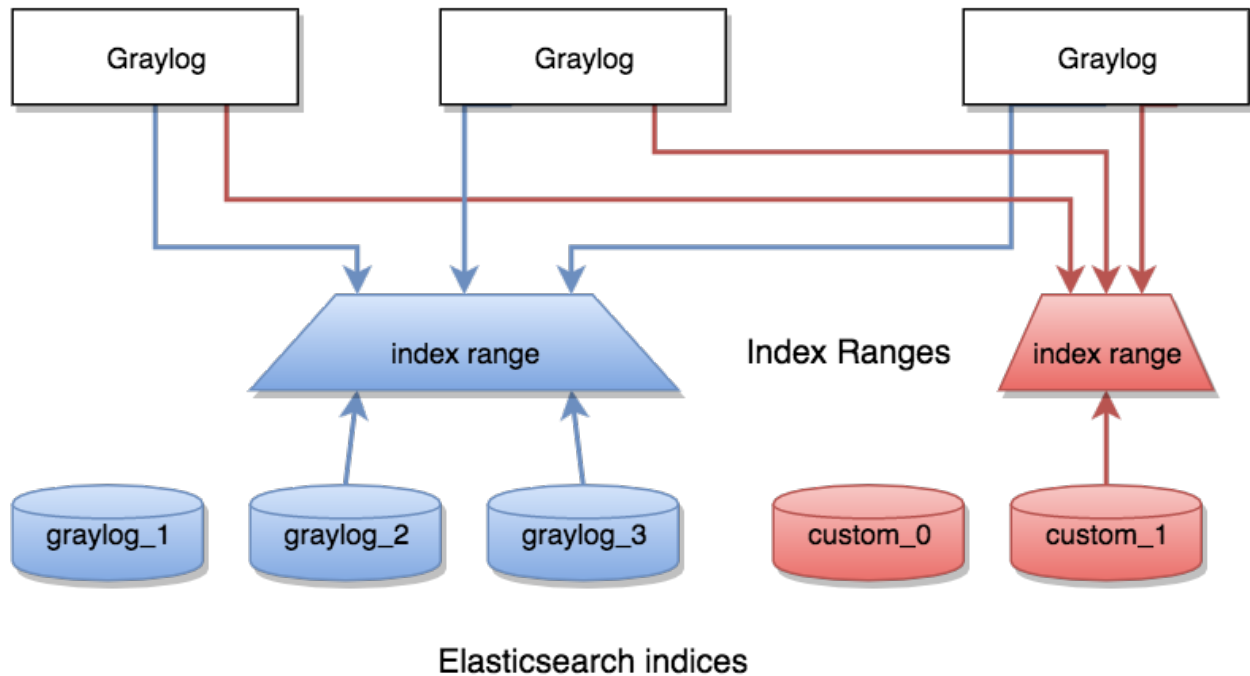 Graylog
Graylog
Graylog
index range
Index Ranges
index range
graylog_1
graylog_2
graylog_3
custom_0
custom_1
Elasticsearch indices